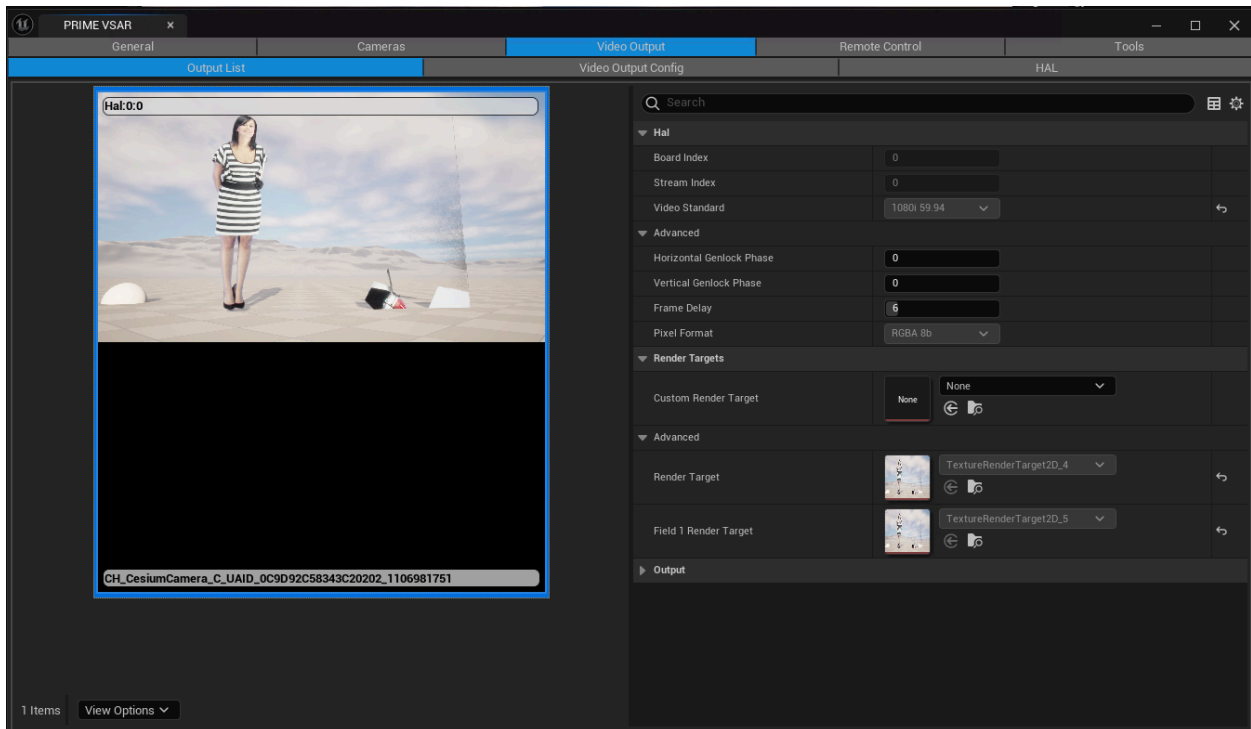 PRIME VSAR
General
Cameras
Video Output
Remote Control
Tools
Output List
Video Output Config
HAL
Hal:0:0
CH_CesiumCamera_C_UAID_0C9D92C58343C20202_1106981751
1 Items
View Options
Search
Hal
Board Index
0
Stream Index
0
Video Standard
1080i 59.94
Advanced
Horizontal Genlock Phase
0
Vertical Genlock Phase
0
Frame Delay
6
Pixel Format
RGBA 8b
Render Targets
Custom Render Target
None
None
Advanced
Render Target
TextureRenderTarget2D_4
Field 1 Render Target
TextureRenderTarget2D_5
Output